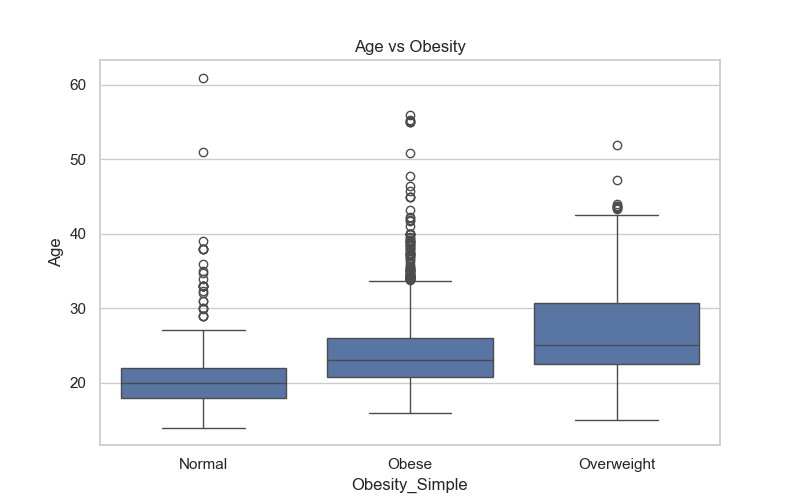 Age vs Obesity
60
50
40
30
20
Age
Normal
Obese
Overweight
Obesity_Simple